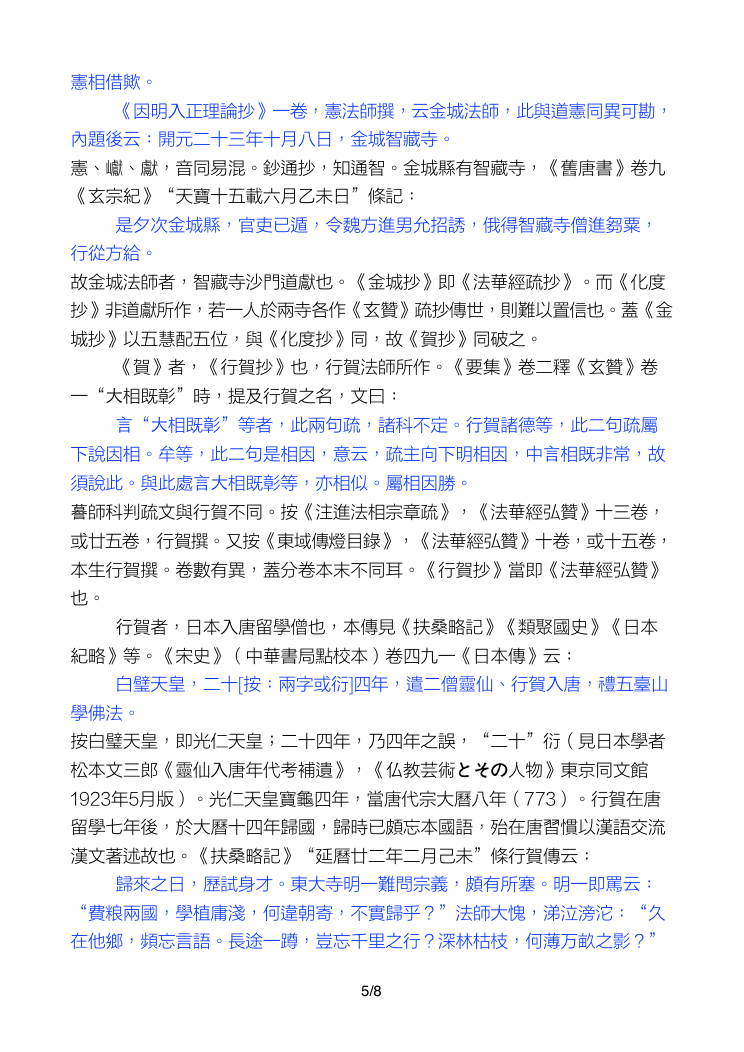 憲相借歟。
《因明入正理論抄》一卷，憲法師撰，云金城法師，此與道憲同異可勘，
內題後云：開元二十三年十月八日，金城智藏寺。
憲、巘、獻，音同易混。鈔通抄，知通智。金城縣有智藏寺，《舊唐書》卷九
《玄宗紀》“天寶十五載六月乙未日”條記：
是夕次金城縣，官吏已遁，令魏方進男允招誘，俄得智藏寺僧進芻粟，
行從方給。
故金城法師者，智藏寺沙門道獻也。《金城抄》即《法華經疏抄》。而《化度
抄》非道獻所作，若一人於兩寺各作《玄贊》疏抄傳世，則難以置信也。蓋《金
城抄》以五慧配五位，與《化度抄》同，故《賀抄》同破之。
《賀》者，《行賀抄》也，行賀法師所作。《要集》卷二釋《玄贊》卷
一“大相既彰”時，提及行賀之名，文曰：
言“大相既彰”等者，此兩句疏，諸科不定。行賀諸德等，此二句疏屬
下說因相。牟等，此二句是相因，意云，疏主向下明相因，中言相既非常，故
須說此。與此處言大相既彰等，亦相似。屬相因勝。
暮師科判疏文與行賀不同。按《注進法相宗章疏》，《法華經弘贊》十三卷，
或廿五卷，行賀撰。又按《東域傳燈目錄》，《法華經弘贊》十卷，或十五卷，
本生行賀撰。卷數有異，蓋分卷本末不同耳。《行賀抄》當即《法華經弘贊》
也。
行賀者，日本入唐留學僧也，本傳見《扶桑略記》《類聚國史》《日本
紀略》等。《宋史》（中華書局點校本）卷四九一《日本傳》云：
白璧天皇，二十[按：兩字或衍]四年，遣二僧靈仙、行賀入唐，禮五臺山
學佛法。
按白璧天皇，即光仁天皇；二十四年，乃四年之誤，“二十”衍（見日本學者
松本文三郎《靈仙入唐年代考補遺》，《仏教芸術とその人物》東京同文館
1923年5月版）。光仁天皇寶龜四年，當唐代宗大曆八年（773）。行賀在唐
留學七年後，於大曆十四年歸國，歸時已頗忘本國語，殆在唐習慣以漢語交流
漢文著述故也。《扶桑略記》“延曆廿二年二月己未”條行賀傳云：
歸來之日，歷試身才。東大寺明一難問宗義，頗有所塞。明一即罵云：
“費粮兩國，學植庸淺，何違朝寄，不實歸乎？”法師大愧，涕泣滂沱：“久
在他鄉，頻忘言語。長途一蹲，豈忘千里之行？深林枯枝，何薄万畝之影？”
5/8